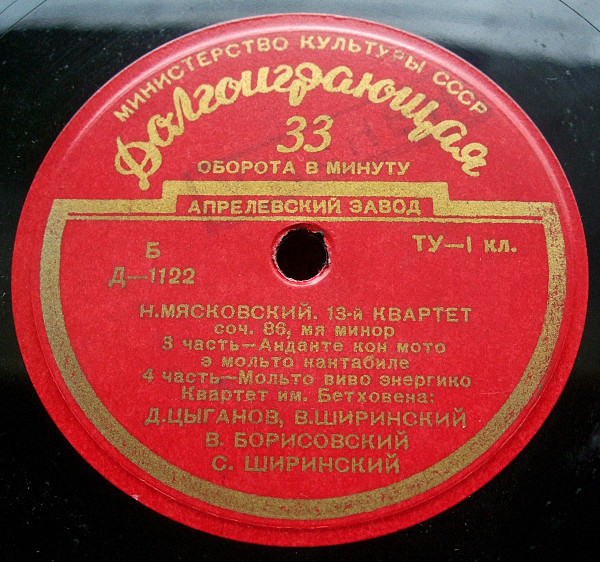 МИНИСТЕРСТВО КУЛЬТУРЫ СССР
Долгоиграющая
33
ОБОРОТА В МИНУТУ
АПРЕЛЕВСКИЙ ЗАВОД
Б
Д—1122
ТУ—I кл.
Н.МЯСКОВСКИЙ. 13-й КВАРТЕТ
соч. 86, мя минор
3 часть—Анданте кон мото
э мольто кантабиле
4 часть—Мольто виво энергико
Квартет им. Бетховена:
Д.ЦЫГАНОВ, В.ШИРИНСКИЙ
В. БОРИСОВСКИЙ
С. ШИРИНСКИЙ